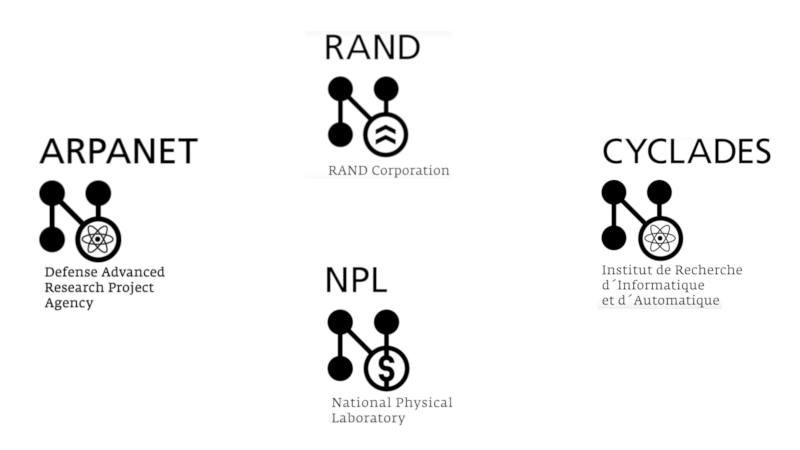 RAND
RAND Corporation
ARPANET
Defense Advanced
Research Project
Agency
CYCLADES
Institut de Recherche
d´Informatique
et d´Automatique
NPL
$
National Physical
Laboratory